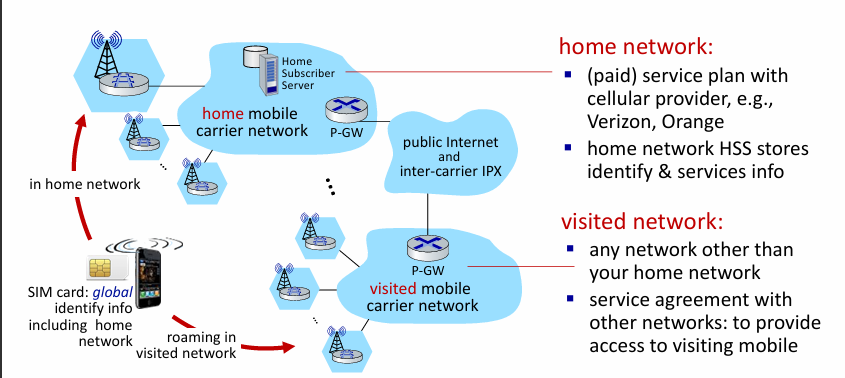 Home
Subscriber
Server
home mobile
carrier network
P-GW
public Internet
and
inter-carrier IPX
in home network
P-GW
visited mobile
carrier network
SIM card: global
identify info
including home
network
roaming in
visited network
home network:
(paid) service plan with
cellular provider, e.g.,
Verizon, Orange
home network HSS stores
identify & services info
visited network:
any network other than
your home network
service agreement with
other networks: to provide
access to visiting mobile